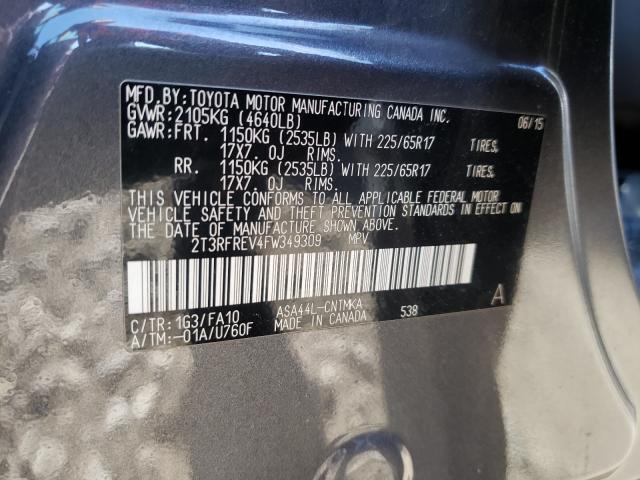 MFD.BY:TOYOTA MOTOR MANUFACTURING CANADA INC.
GVWR:2105KG (4640LB) 06/15
GAWR:FRT. 1150KG (2535LB) WITH 225/65R17 TIRES,
17X7.0J RIMS.
RR. 1150KG (2535LB) WITH 225/65R17 TIRES,
17X7.0J RIMS.
THIS VEHICLE CONFORMS TO ALL APPLICABLE FEDERAL MOTOR
VEHICLE SAFETY AND THEFT PREVENTION STANDARDS IN EFFECT ON
THE DATE OF MANUFACTURE SHOWN ABOVE.
2T3RFREV4FW349309 MPV
C/TR:1G3/FA10 ASA44L-CNTMKA 538 A
A/TM:-01A/U760F MADE IN CANADA